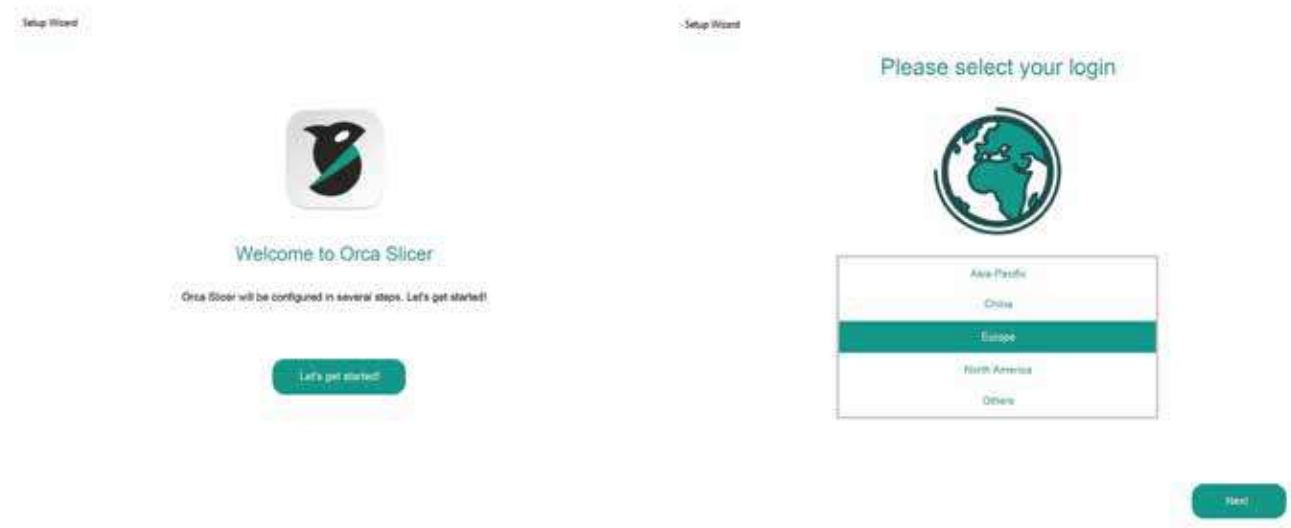 Setup Wizard
Welcome to Orca Slicer
Orca Slicer will be configured in several steps. Let's get started!
Let's get started!
Setup Wizard
Please select your login
Asia-Pacific
China
Europe
North America
Others
Next